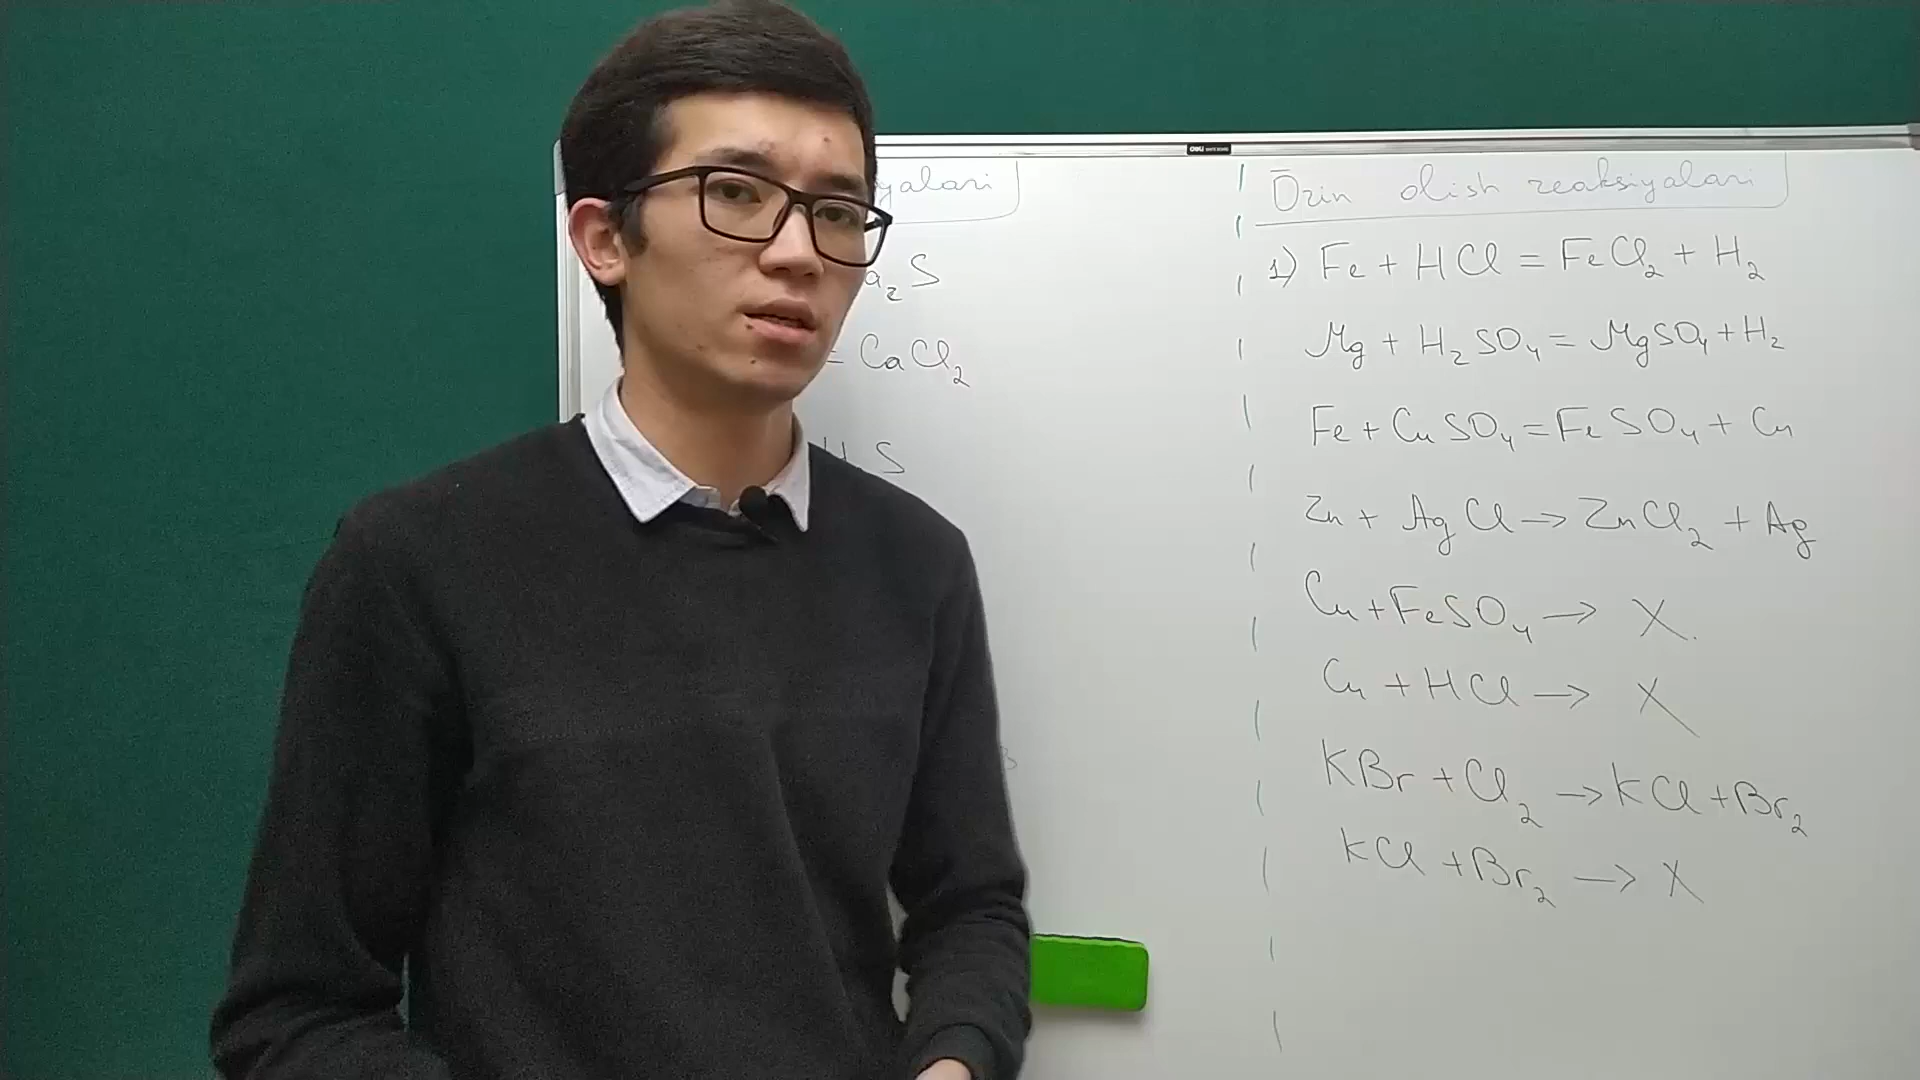 yalari
a₂S
= CaCl₂
S
Ōrin olish reaksiyalari
1) Fe + HCl = FeCl₂ + H₂
Mg + H₂SO₄ = MgSO₄ + H₂
Fe + CuSO₄ = FeSO₄ + Cu
Zn + AgCl → ZnCl₂ + Ag
Cu + FeSO₄ → X.
Cu + HCl → X
KBr + Cl₂ → KCl + Br₂
KCl + Br₂ → X
deli